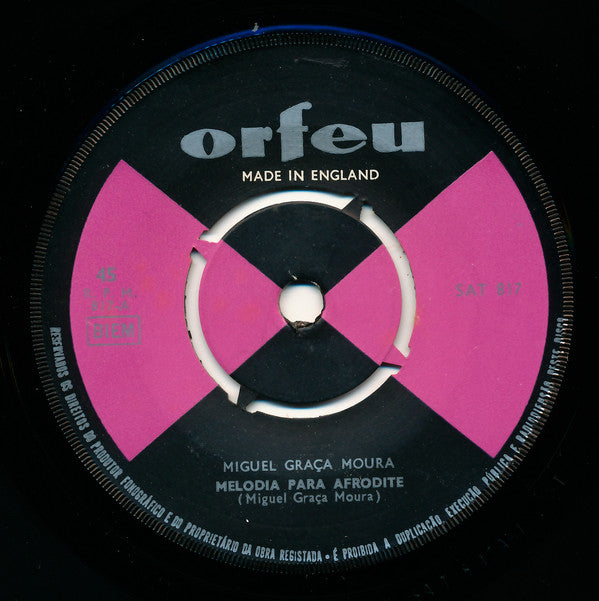 orfeu
MADE IN ENGLAND
45
BIEM
SAT 817
MIGUEL GRAÇA MOURA
MELODIA PARA AFRODITE
(Miguel Graça Moura)
RESERVADOS OS DIREITOS DO PRODUTOR FONOGRÁFICO E DO PROPRIETÁRIO DA OBRA REGISTADA • É PROIBIDA A DUPLICAÇÃO, EXECUÇÃO PÚBLICA E RADIODIFUSÃO DESTE DISCO